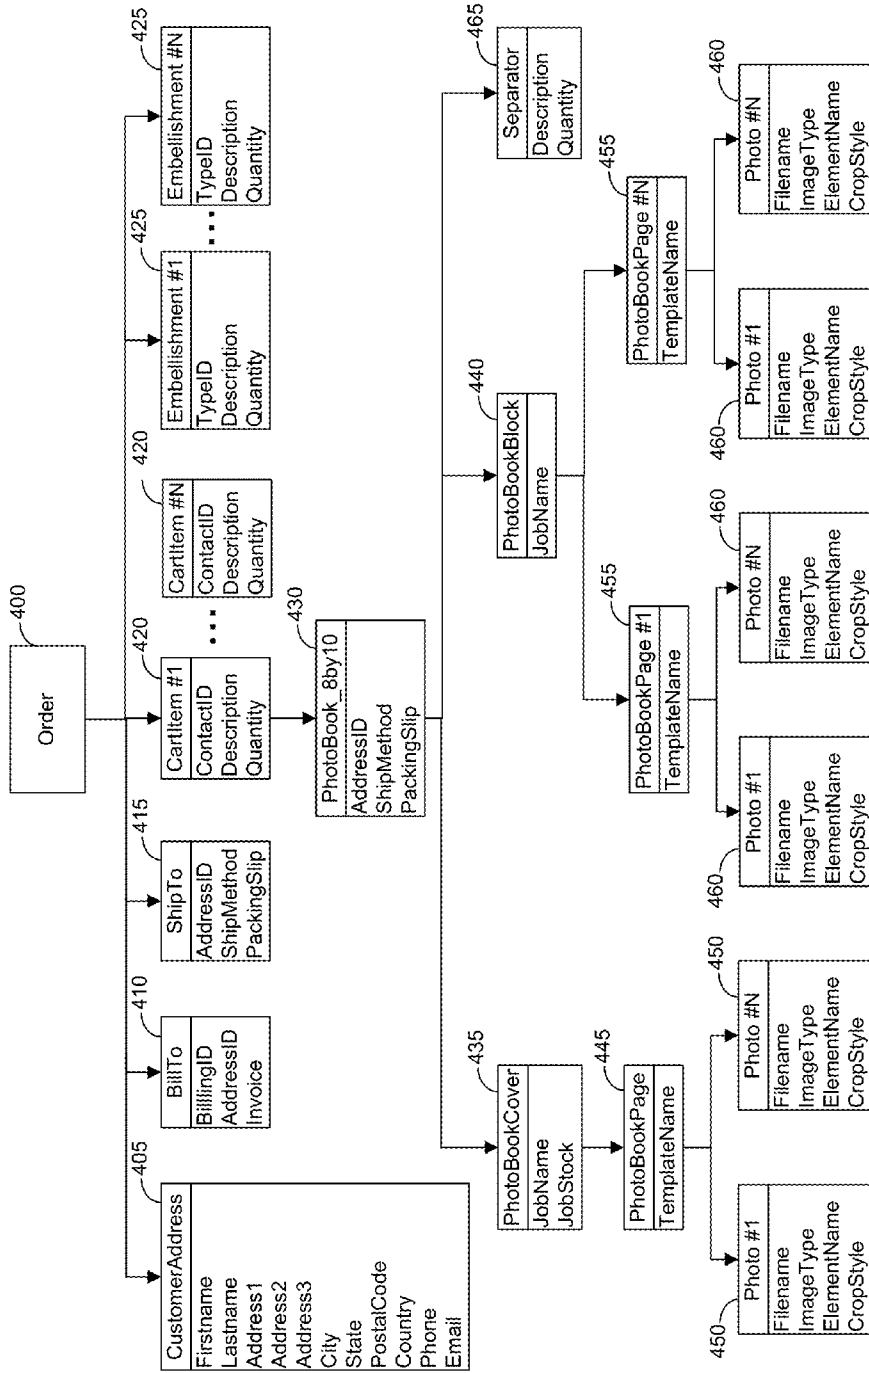 400
Order
405
CustomerAddress
Firstname
Lastname
Address1
Address2
Address3
City
State
PostalCode
Country
Phone
Email
410
BillTo
BilllingID
AddressID
Invoice
415
ShipTo
AddressID
ShipMethod
PackingSlip
420
CartItem #1
ContactID
Description
Quantity
420
CartItem #N
ContactID
Description
Quantity
425
Embellishment #1
TypeID
Description
Quantity
425
Embellishment #N
TypeID
Description
Quantity
430
PhotoBook_8by10
AddressID
ShipMethod
PackingSlip
435
PhotoBookCover
JobName
JobStock
440
PhotoBookBlock
JobName
465
Separator
Description
Quantity
445
PhotoBookPage
TemplateName
455
PhotoBookPage #1
TemplateName
455
PhotoBookPage #N
TemplateName
450
Photo #1
Filename
ImageType
ElementName
CropStyle
450
Photo #N
Filename
ImageType
ElementName
CropStyle
460
Photo #1
Filename
ImageType
ElementName
CropStyle
460
Photo #N
Filename
ImageType
ElementName
CropStyle
460
Photo #1
Filename
ImageType
ElementName
CropStyle
460
Photo #N
Filename
ImageType
ElementName
CropStyle